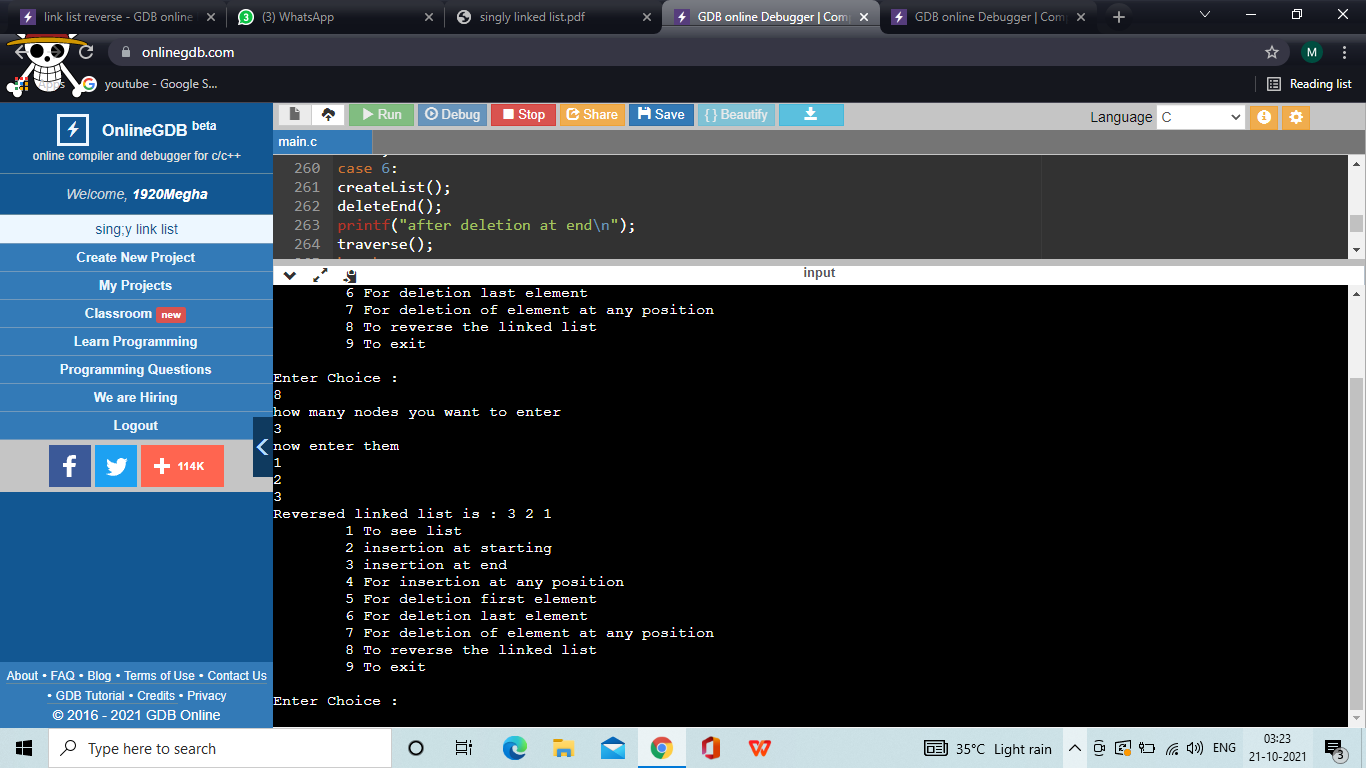 link list reverse - GDB online
(3) WhatsApp
singly linked list.pdf
GDB online Debugger | Com
GDB online Debugger | Com
onlinegdb.com
M
Apps
youtube - Google S...
Reading list
OnlineGDB beta
online compiler and debugger for c/c++
Welcome, 1920Megha
sing;y link list
Create New Project
My Projects
Classroom new
Learn Programming
Programming Questions
We are Hiring
Logout
114K
About • FAQ • Blog • Terms of Use • Contact Us
• GDB Tutorial • Credits • Privacy
© 2016 - 2021 GDB Online
Run Debug Stop Share Save { } Beautify
Language C
main.c
260 case 6:
261 createList();
262 deleteEnd();
263 printf("after deletion at end\n");
264 traverse();
input
6 For deletion last element
7 For deletion of element at any position
8 To reverse the linked list
9 To exit
Enter Choice :
8
how many nodes you want to enter
3
now enter them
1
2
3
Reversed linked list is : 3 2 1
1 To see list
2 insertion at starting
3 insertion at end
4 For insertion at any position
5 For deletion first element
6 For deletion last element
7 For deletion of element at any position
8 To reverse the linked list
9 To exit
Enter Choice :
Type here to search
35°C Light rain
ENG
03:23
21-10-2021
3